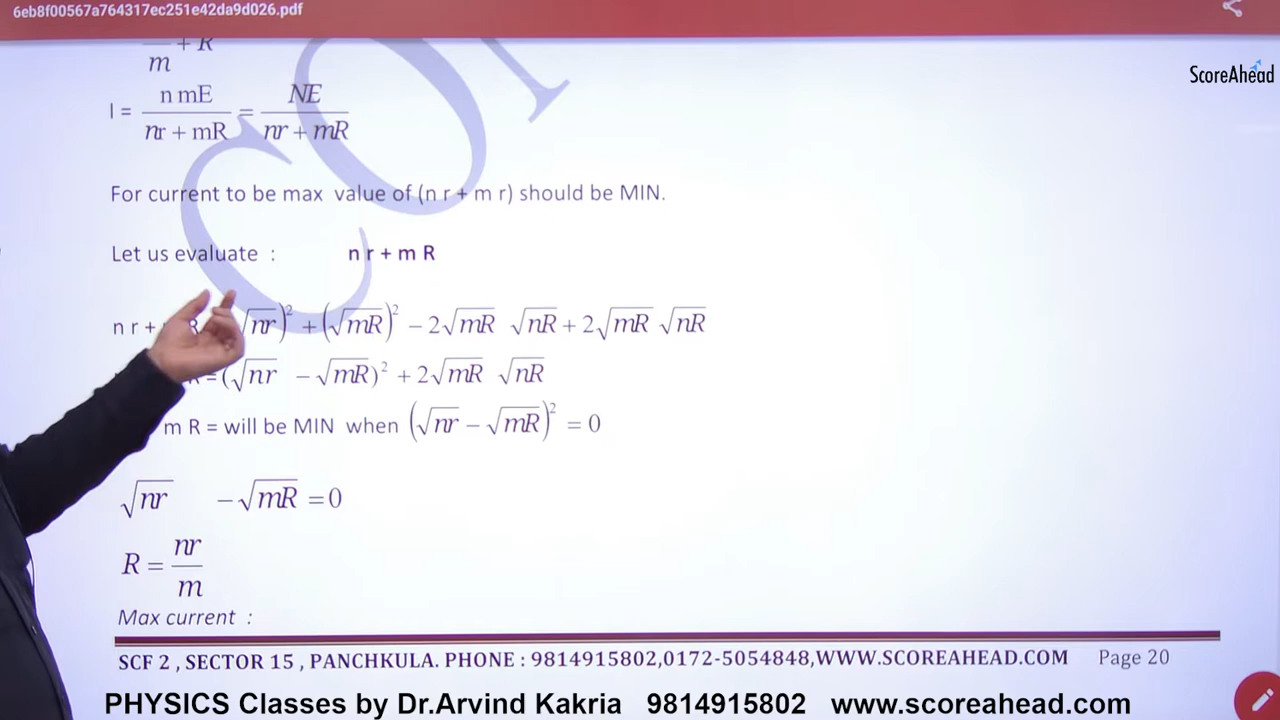 6eb8f00567a764317ec251e42da9d026.pdf
ScoreAhead
m + R
I = n mE / nr + mR = NE / nr + mR
For current to be max value of (n r + m r) should be MIN.
Let us evaluate : n r + m R
n r + R √nr)² + (√mR)² − 2√mR √nR + 2√mR √nR
= (√nr − √mR)² + 2√mR √nR
m R = will be MIN when (√nr − √mR)² = 0
√nr − √mR = 0
R = nr / m
Max current :
SCF 2 , SECTOR 15 , PANCHKULA. PHONE : 9814915802,0172-5054848,WWW.SCOREAHEAD.COM Page 20
PHYSICS Classes by Dr.Arvind Kakria 9814915802 www.scoreahead.com